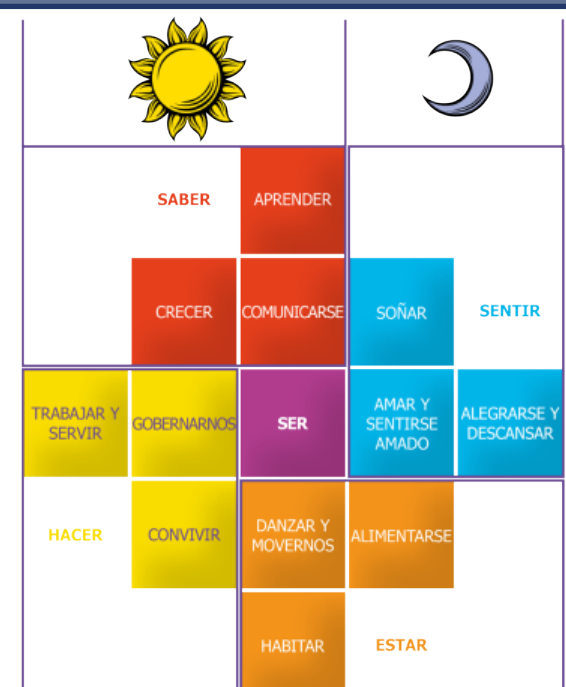 SABER
APRENDER
CRECER
COMUNICARSE
SOÑAR
SENTIR
TRABAJAR Y
SERVIR
GOBERNARNOS
SER
AMAR Y
SENTIRSE
AMADO
ALEGRARSE Y
DESCANSAR
HACER
CONVIVIR
DANZAR Y
MOVERNOS
ALIMENTARSE
HABITAR
ESTAR